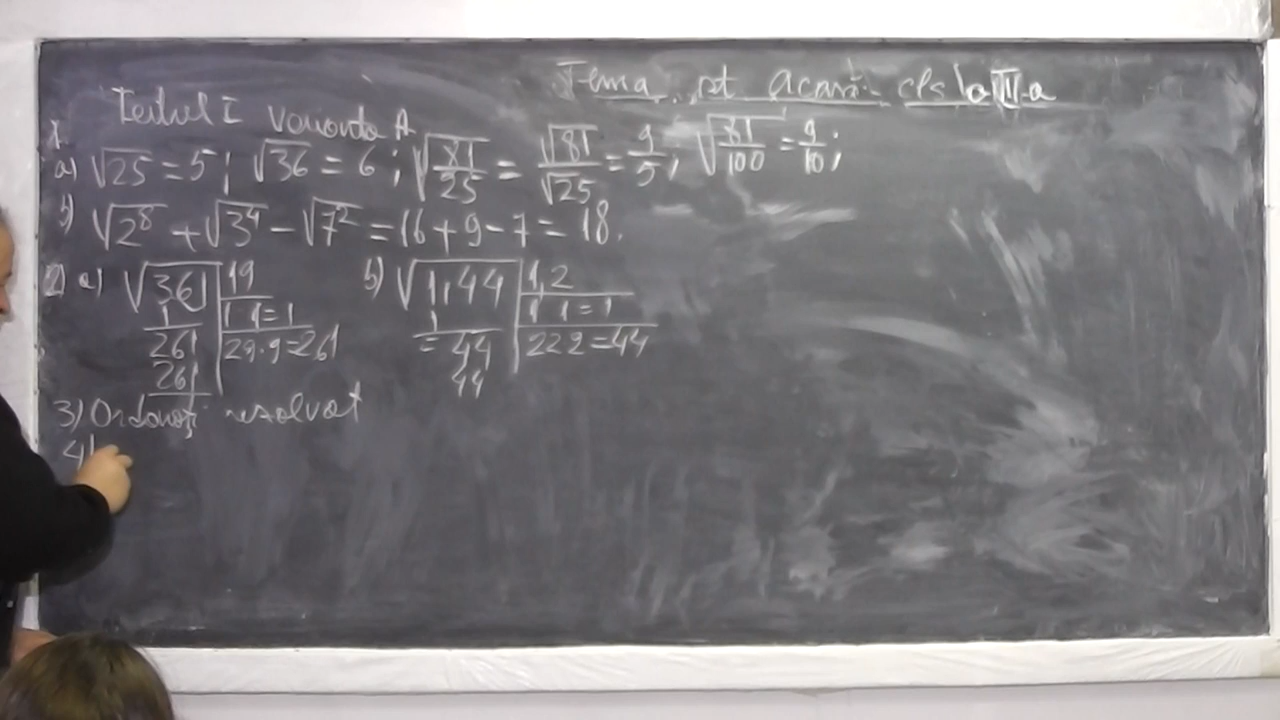 Tema pt acasă cls a VII-a
Testul I varianta A
1.
a) √25 = 5; √36 = 6; √(81/25) = √81/√25 = 9/5; √(81/100) = 9/10;
b) √2⁸ + √3⁴ − √7² = 16 + 9 − 7 = 18.
2) a) √361 | 19 b) √1,44 | 1,2
1 | 1 1 = 1 1 | 1 1 = 1
261 | 29·9 = 261 = 44 | 22 2 = 44
261 44
3) Ordonați rezolvat
4)